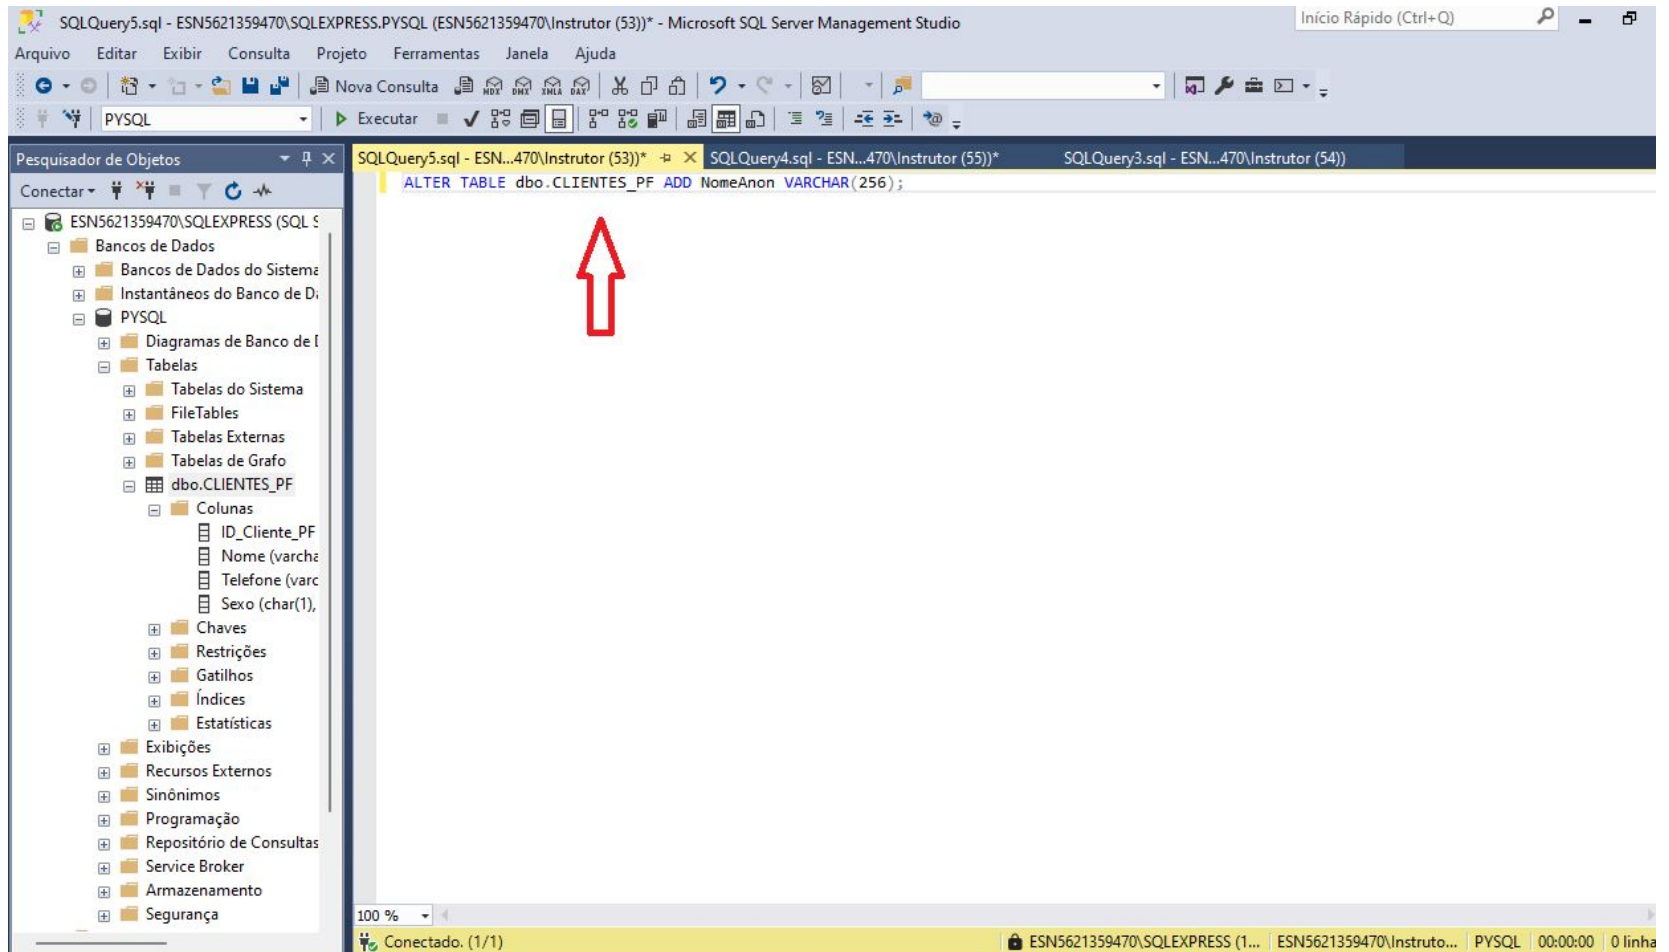 SQLQuery5.sql - ESN5621359470\SQLEXPRESS.PYSQL (ESN5621359470\Instrutor (53))* - Microsoft SQL Server Management Studio
Início Rápido (Ctrl+Q)
Arquivo Editar Exibir Consulta Projeto Ferramentas Janela Ajuda
Nova Consulta MDX DMX XMLA DAX
PYSQL Executar
Pesquisador de Objetos
SQLQuery5.sql - ESN...470\Instrutor (53))* SQLQuery4.sql - ESN...470\Instrutor (55))* SQLQuery3.sql - ESN...470\Instrutor (54))
Conectar
ALTER TABLE dbo.CLIENTES_PF ADD NomeAnon VARCHAR(256);
ESN5621359470\SQLEXPRESS (SQL S
Bancos de Dados
Bancos de Dados do Sistema
Instantâneos do Banco de Da
PYSQL
Diagramas de Banco de D
Tabelas
Tabelas do Sistema
FileTables
Tabelas Externas
Tabelas de Grafo
dbo.CLIENTES_PF
Colunas
ID_Cliente_PF
Nome (varcha
Telefone (varc
Sexo (char(1),
Chaves
Restrições
Gatilhos
Índices
Estatísticas
Exibições
Recursos Externos
Sinônimos
Programação
Repositório de Consultas
Service Broker
Armazenamento
Segurança
100 %
Conectado. (1/1)
ESN5621359470\SQLEXPRESS (1... ESN5621359470\Instruto... PYSQL 00:00:00 0 linha